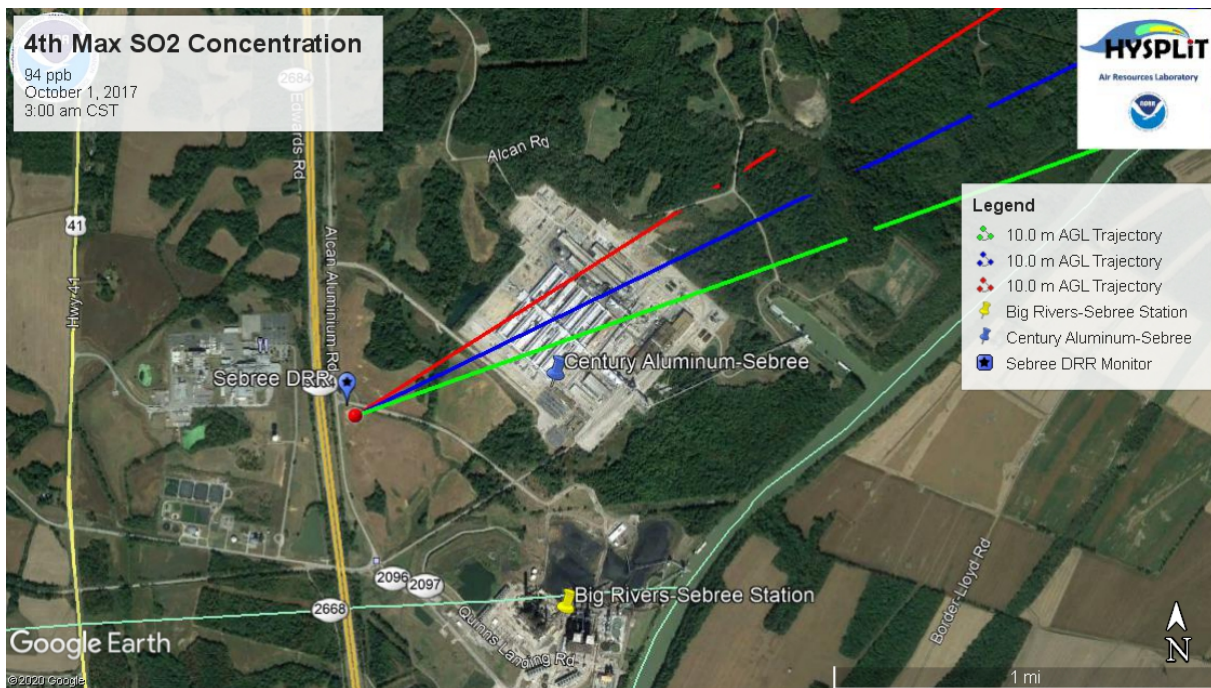 4th Max SO2 Concentration
94 ppb
October 1, 2017
3:00 am CST
HYSPLiT
Air Resources Laboratory
NOAA
2684
Edwards Rd
Alcan Rd
41
Hwy-41
Alcan Aluminium Rd
Legend
10.0 m AGL Trajectory
10.0 m AGL Trajectory
10.0 m AGL Trajectory
Big Rivers-Sebree Station
Century Aluminum-Sebree
Sebree DRR Monitor
Century Aluminum-Sebree
Sebree DRR
2096
2097
2668
Big Rivers-Sebree Station
Quinns Landing Rd
Border-Lloyd Rd
N
Google Earth
©2020 Google
1 mi